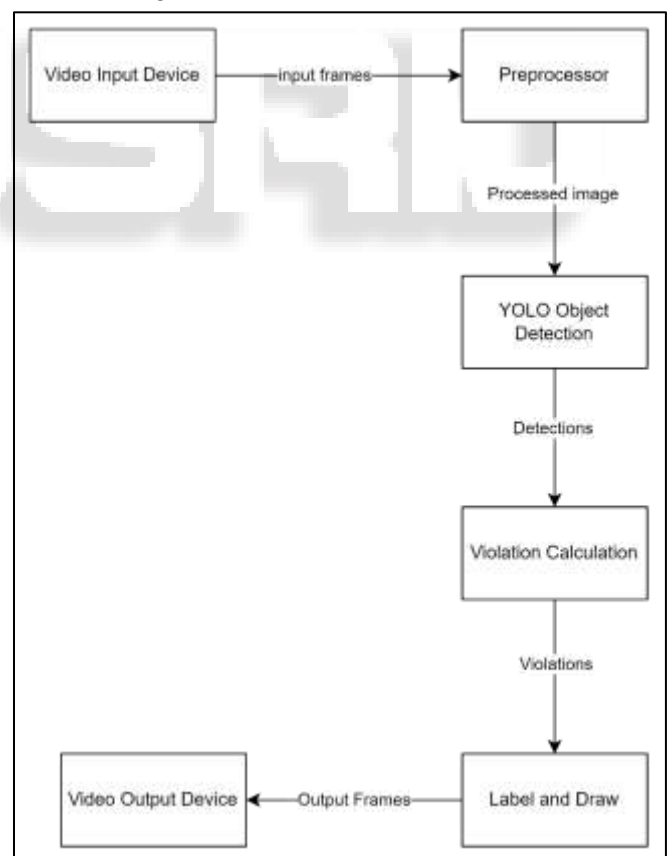 Video Input Device
input frames
Preprocessor
Processed image
YOLO Object
Detection
Detections
Violation Calculation
Violations
Label and Draw
Output Frames
Video Output Device